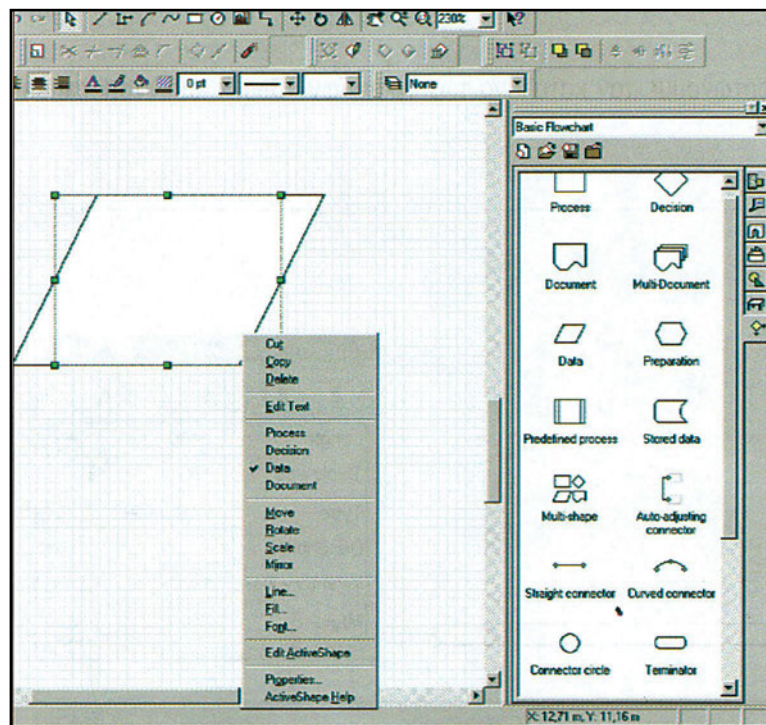 230%
0 pt
None
Basic Flowchart
Process Decision
Document Multi-Document
Data Preparation
Predefined process Stored data
Multi-shape Auto-adjusting
connector
Straight connector Curved connector
Connector circle Terminator
Cut
Copy
Delete
Edit Text
Process
Decision
Data
Document
Move
Rotate
Scale
Mirror
Line...
Fill...
Font...
Edit ActiveShape
Properties...
ActiveShape Help
X: 12,71 m, Y: 11,16 m